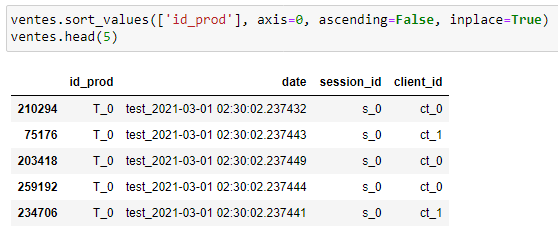 ventes.sort_values(['id_prod'], axis=0, ascending=False, inplace=True)
ventes.head(5)
id_prod date session_id client_id
210294 T_0 test_2021-03-01 02:30:02.237432 s_0 ct_0
75176 T_0 test_2021-03-01 02:30:02.237443 s_0 ct_1
203418 T_0 test_2021-03-01 02:30:02.237449 s_0 ct_0
259192 T_0 test_2021-03-01 02:30:02.237444 s_0 ct_0
234706 T_0 test_2021-03-01 02:30:02.237441 s_0 ct_1